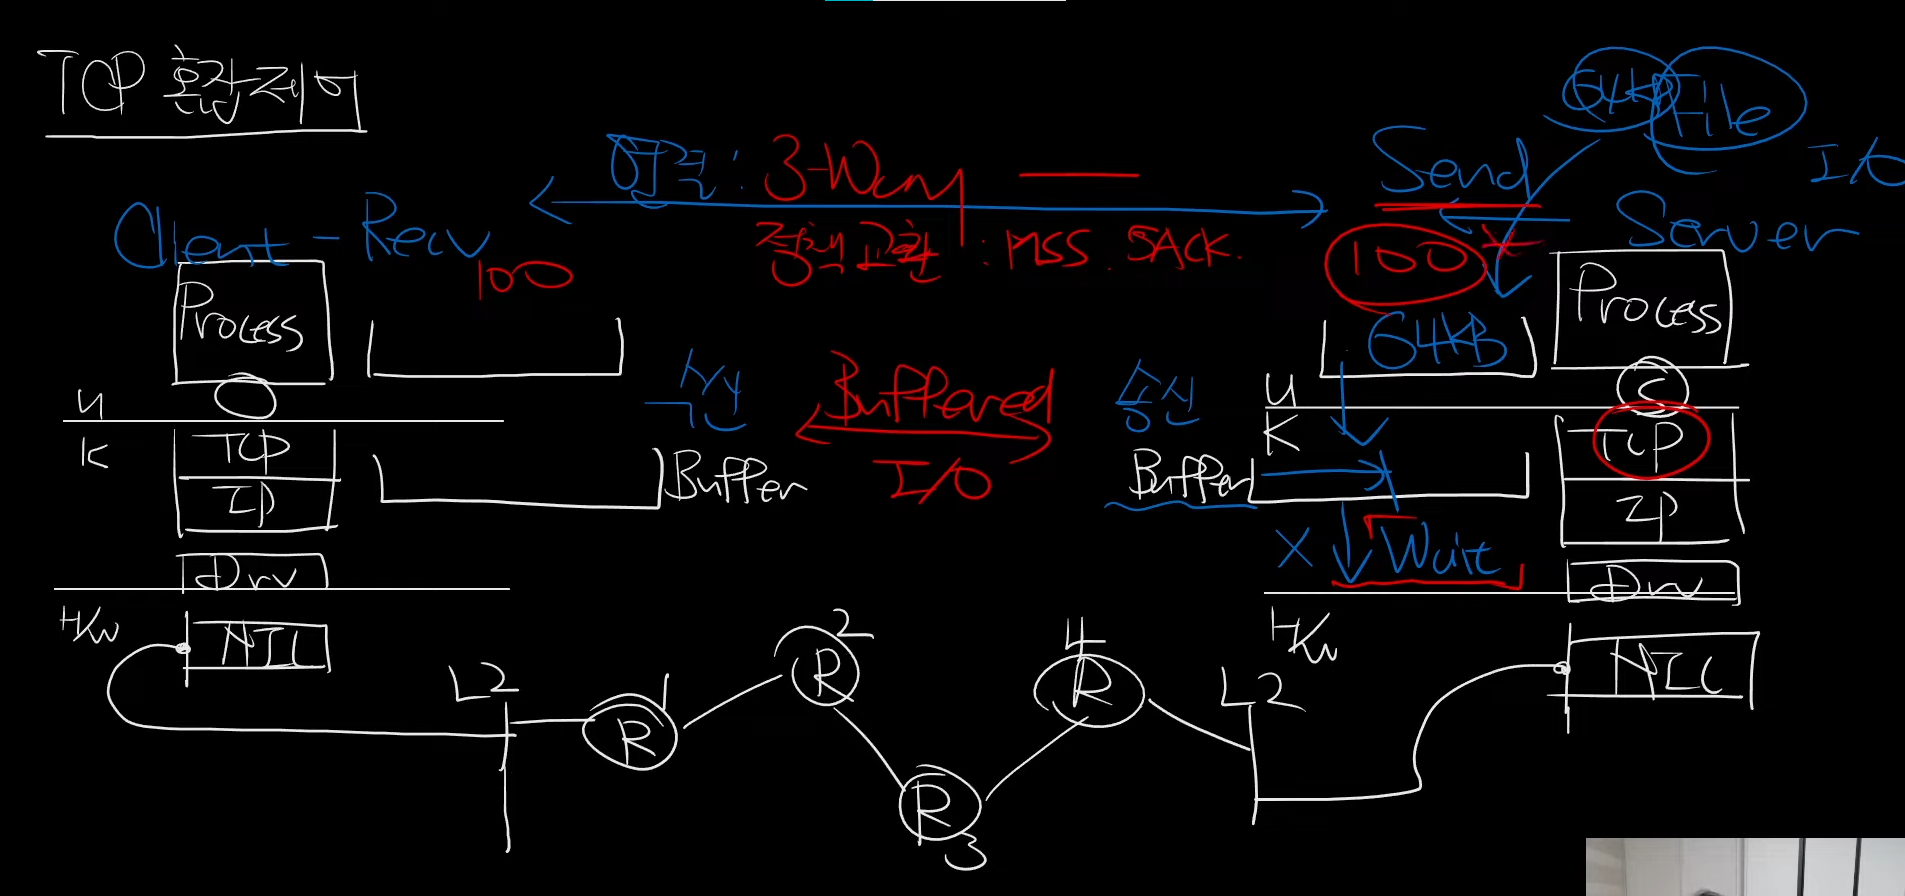 TCP 혼잡제어
64KB File
I/O
연결: 3-Way
Send
Client - Recv
정책교환 : MSS. SACK.
Server
100
100
Process
64KB
Process
수신
Buffered
송신
I/O
U
K
TCP
IP
Buffer
Buffer
U
K
S
TCP
IP
X
Wait
Drv
Drv
H/w
NIC
H/w
NIC
L2
R 1
R 2
R 3
R 4
L2